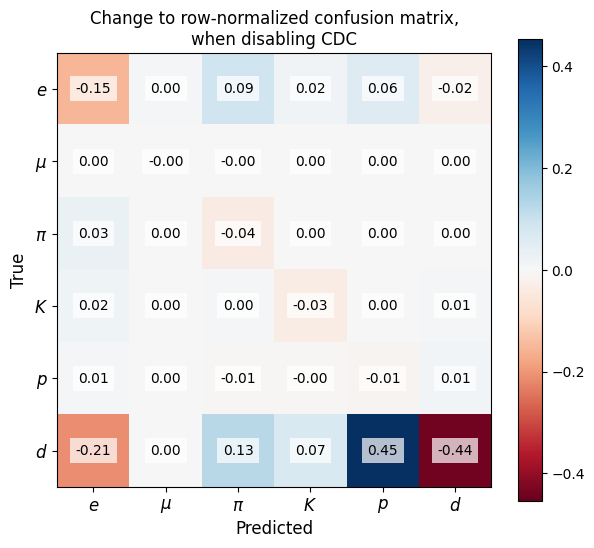 Change to row-normalized confusion matrix,
when disabling CDC
e -0.15 0.00 0.09 0.02 0.06 -0.02
μ 0.00 -0.00 -0.00 0.00 0.00 0.00
π 0.03 0.00 -0.04 0.00 0.00 0.00
K 0.02 0.00 0.00 -0.03 0.00 0.01
p 0.01 0.00 -0.01 -0.00 -0.01 0.01
d -0.21 0.00 0.13 0.07 0.45 -0.44
e μ π K p d
Predicted
True
0.4
0.2
0.0
−0.2
−0.4